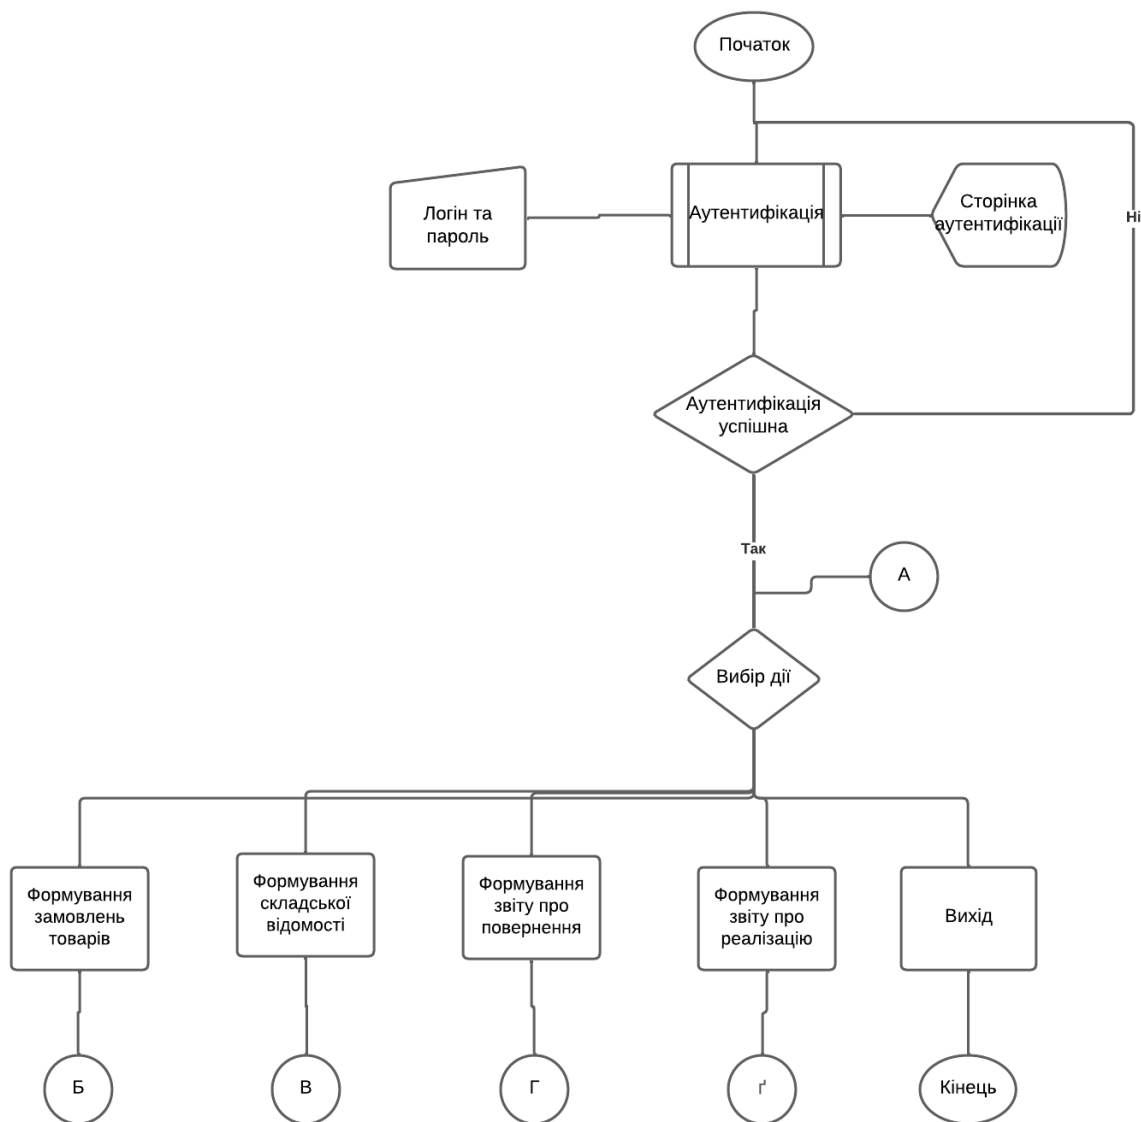 Початок
Логін та
пароль
Аутентифікація
Сторінка
аутентифікації
Ні
Аутентифікація
успішна
Так
А
Вибір дії
Формування
замовлень
товарів
Формування
складської
відомості
Формування
звіту про
повернення
Формування
звіту про
реалізацію
Вихід
Б
В
Г
ґ
Кінець